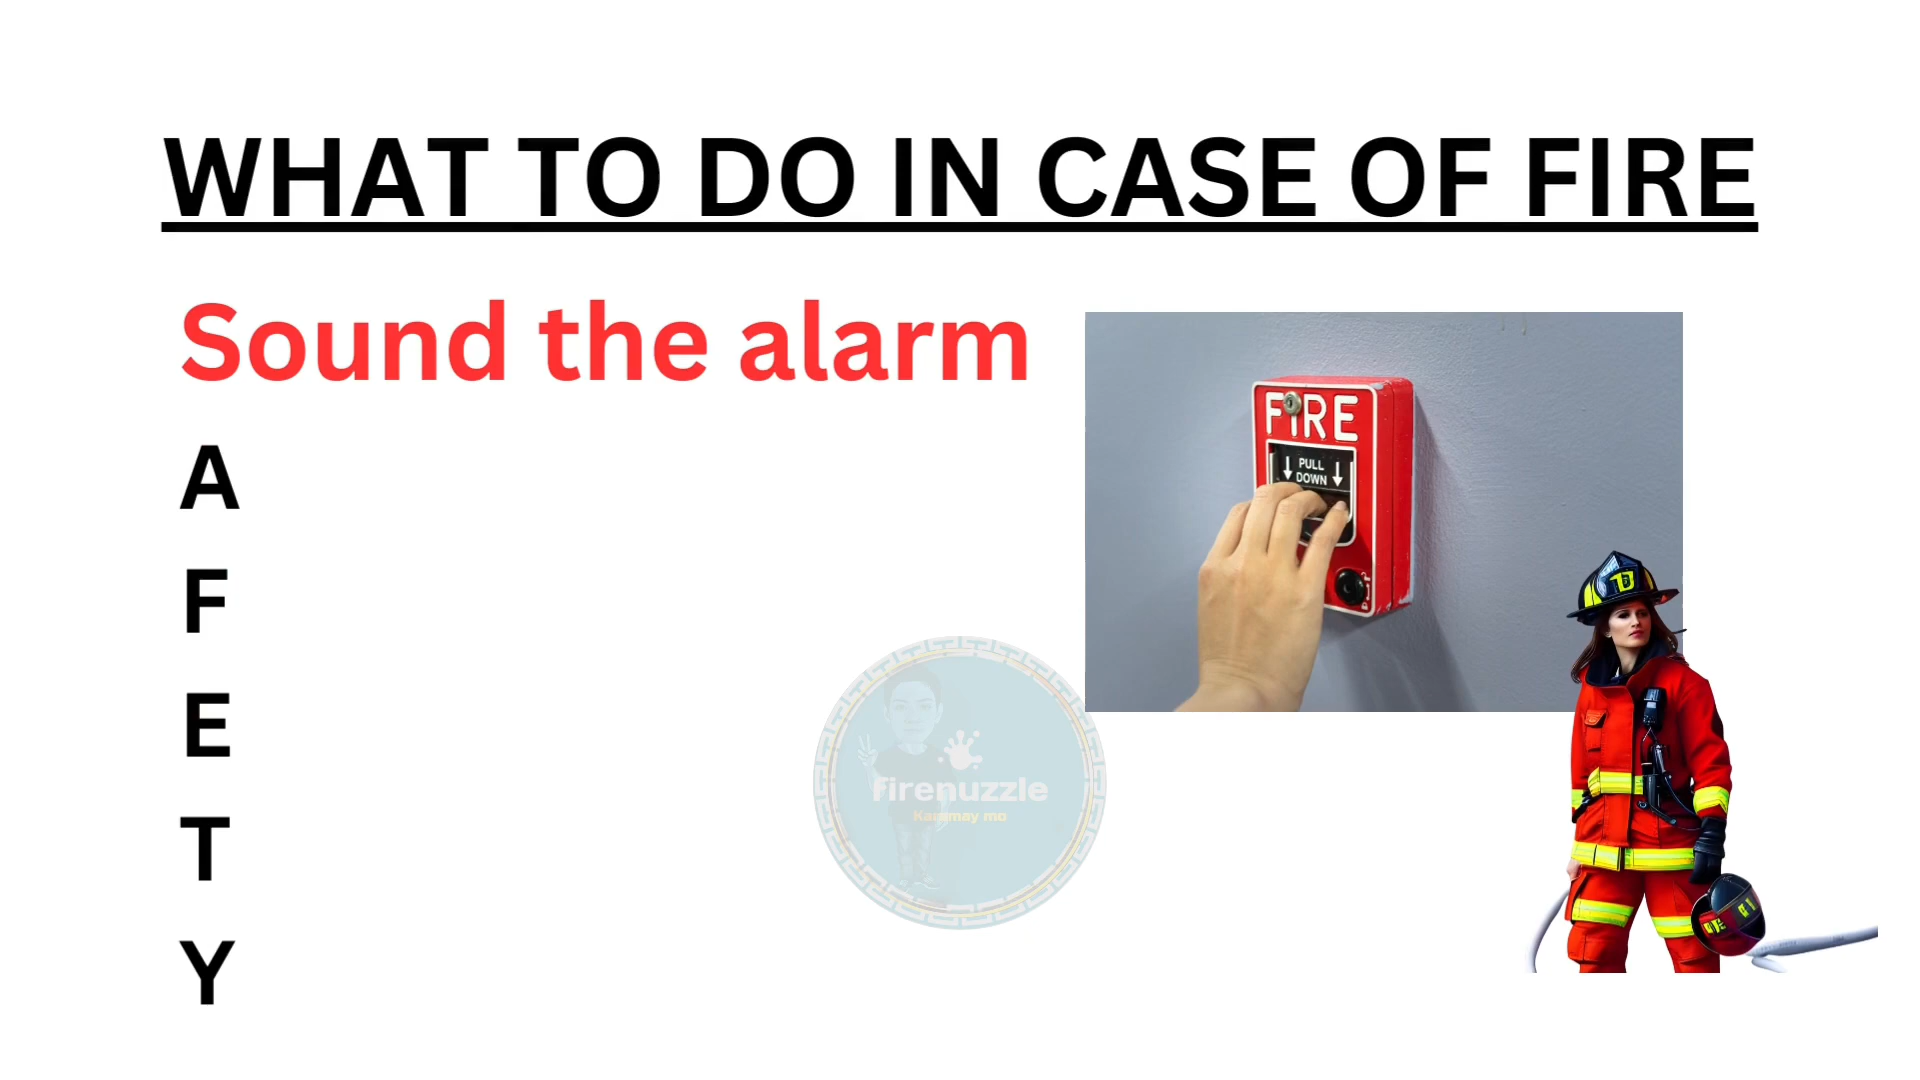 WHAT TO DO IN CASE OF FIRE
Sound the alarm
FIRE
PULL
DOWN
A
F
E
T
Y
firenuzzle